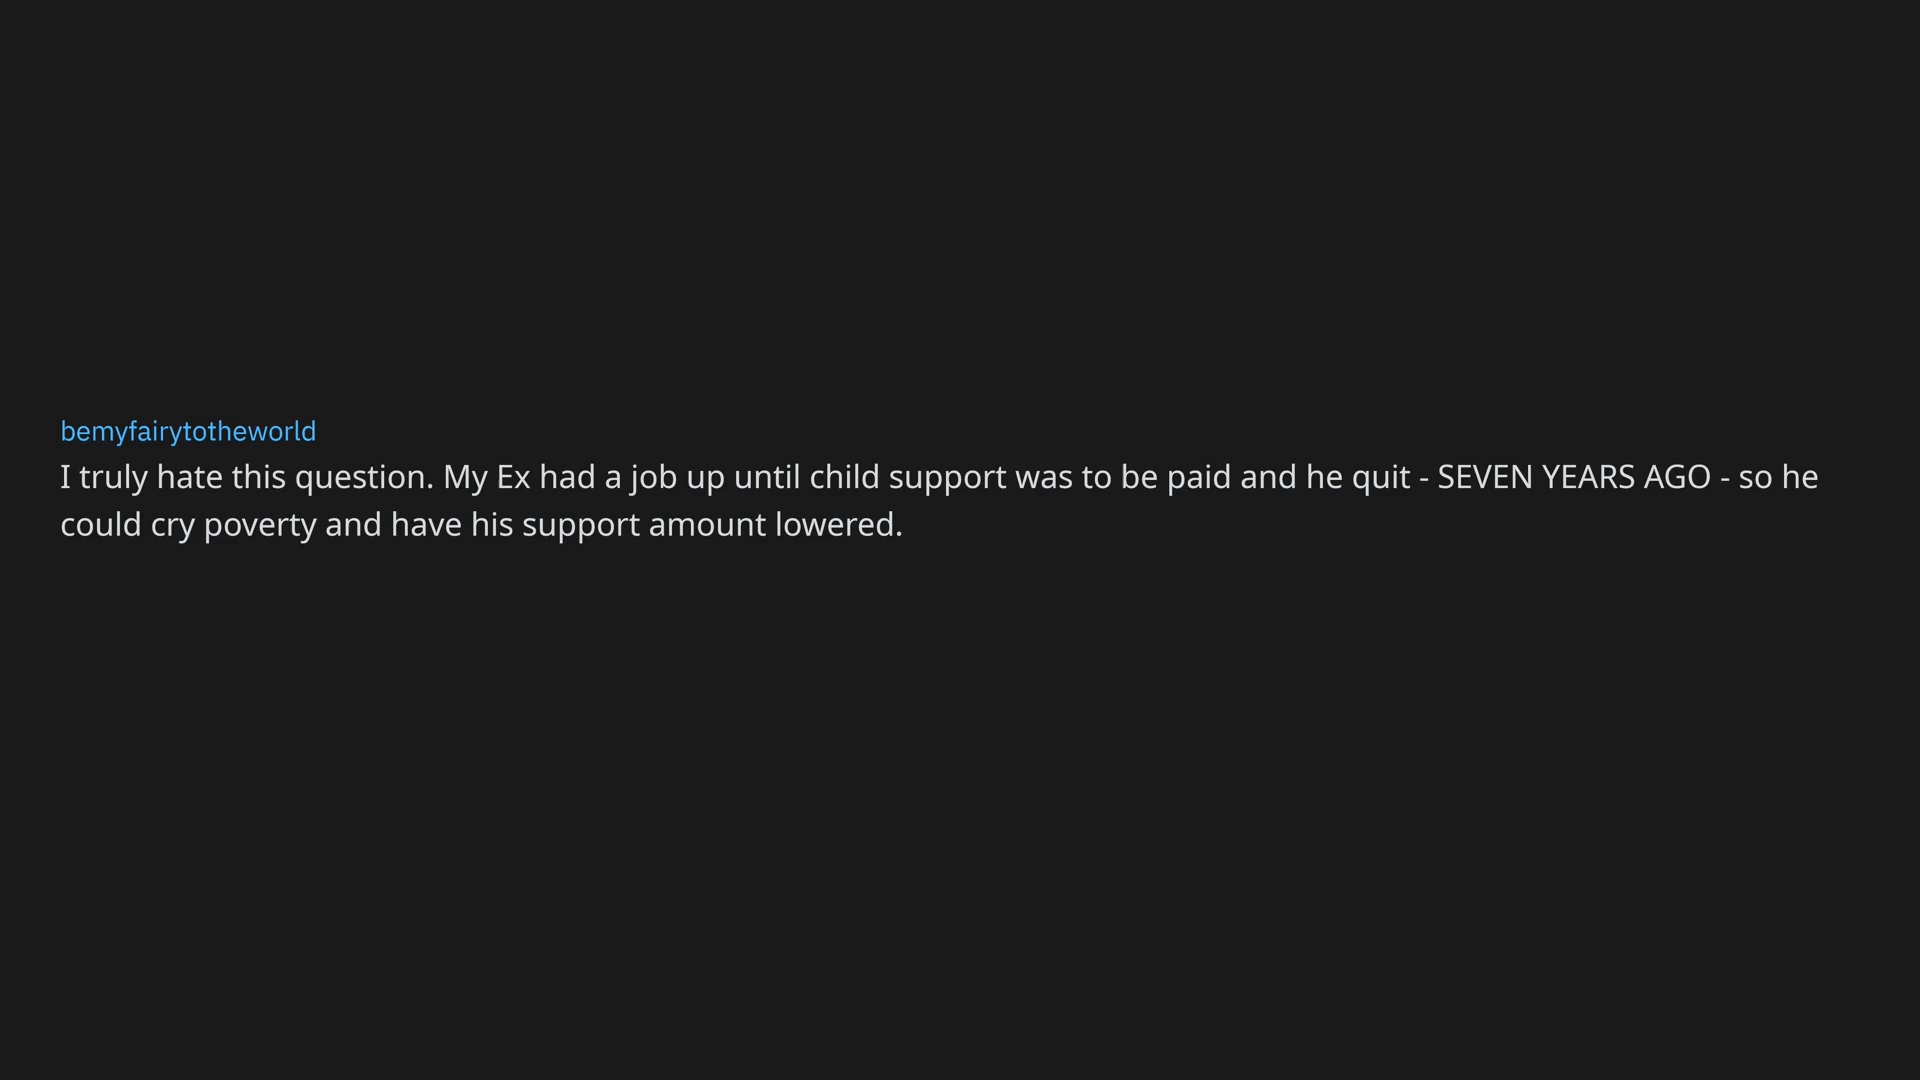 bemyfairytotheworld
I truly hate this question. My Ex had a job up until child support was to be paid and he quit - SEVEN YEARS AGO - so he
could cry poverty and have his support amount lowered.